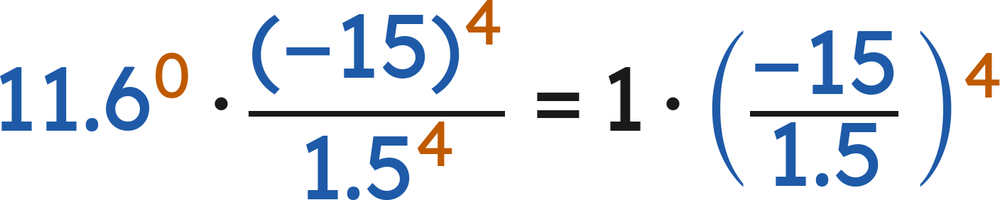 11.6⁰ · (−15)⁴/1.5⁴ = 1 · (−15/1.5)⁴